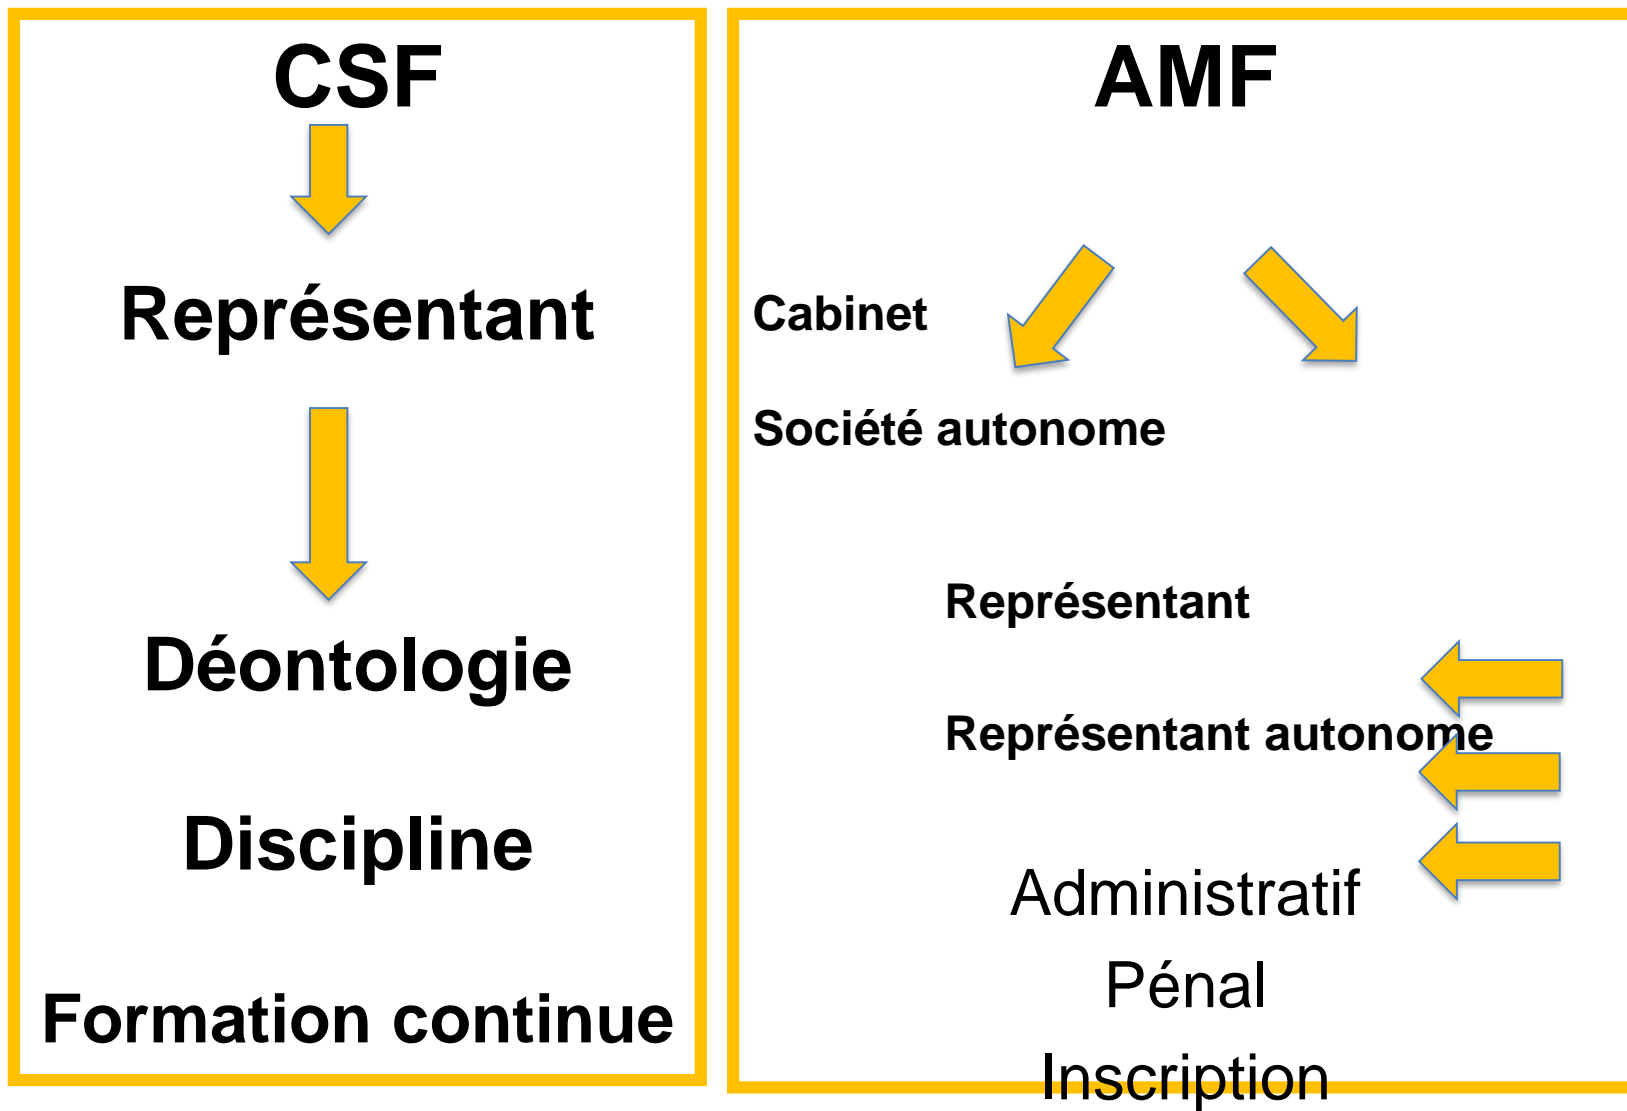 CSF
Représentant
Déontologie
Discipline
Formation continue
AMF
Cabinet
Société autonome
Représentant
Représentant autonome
Administratif
Pénal
Inscription